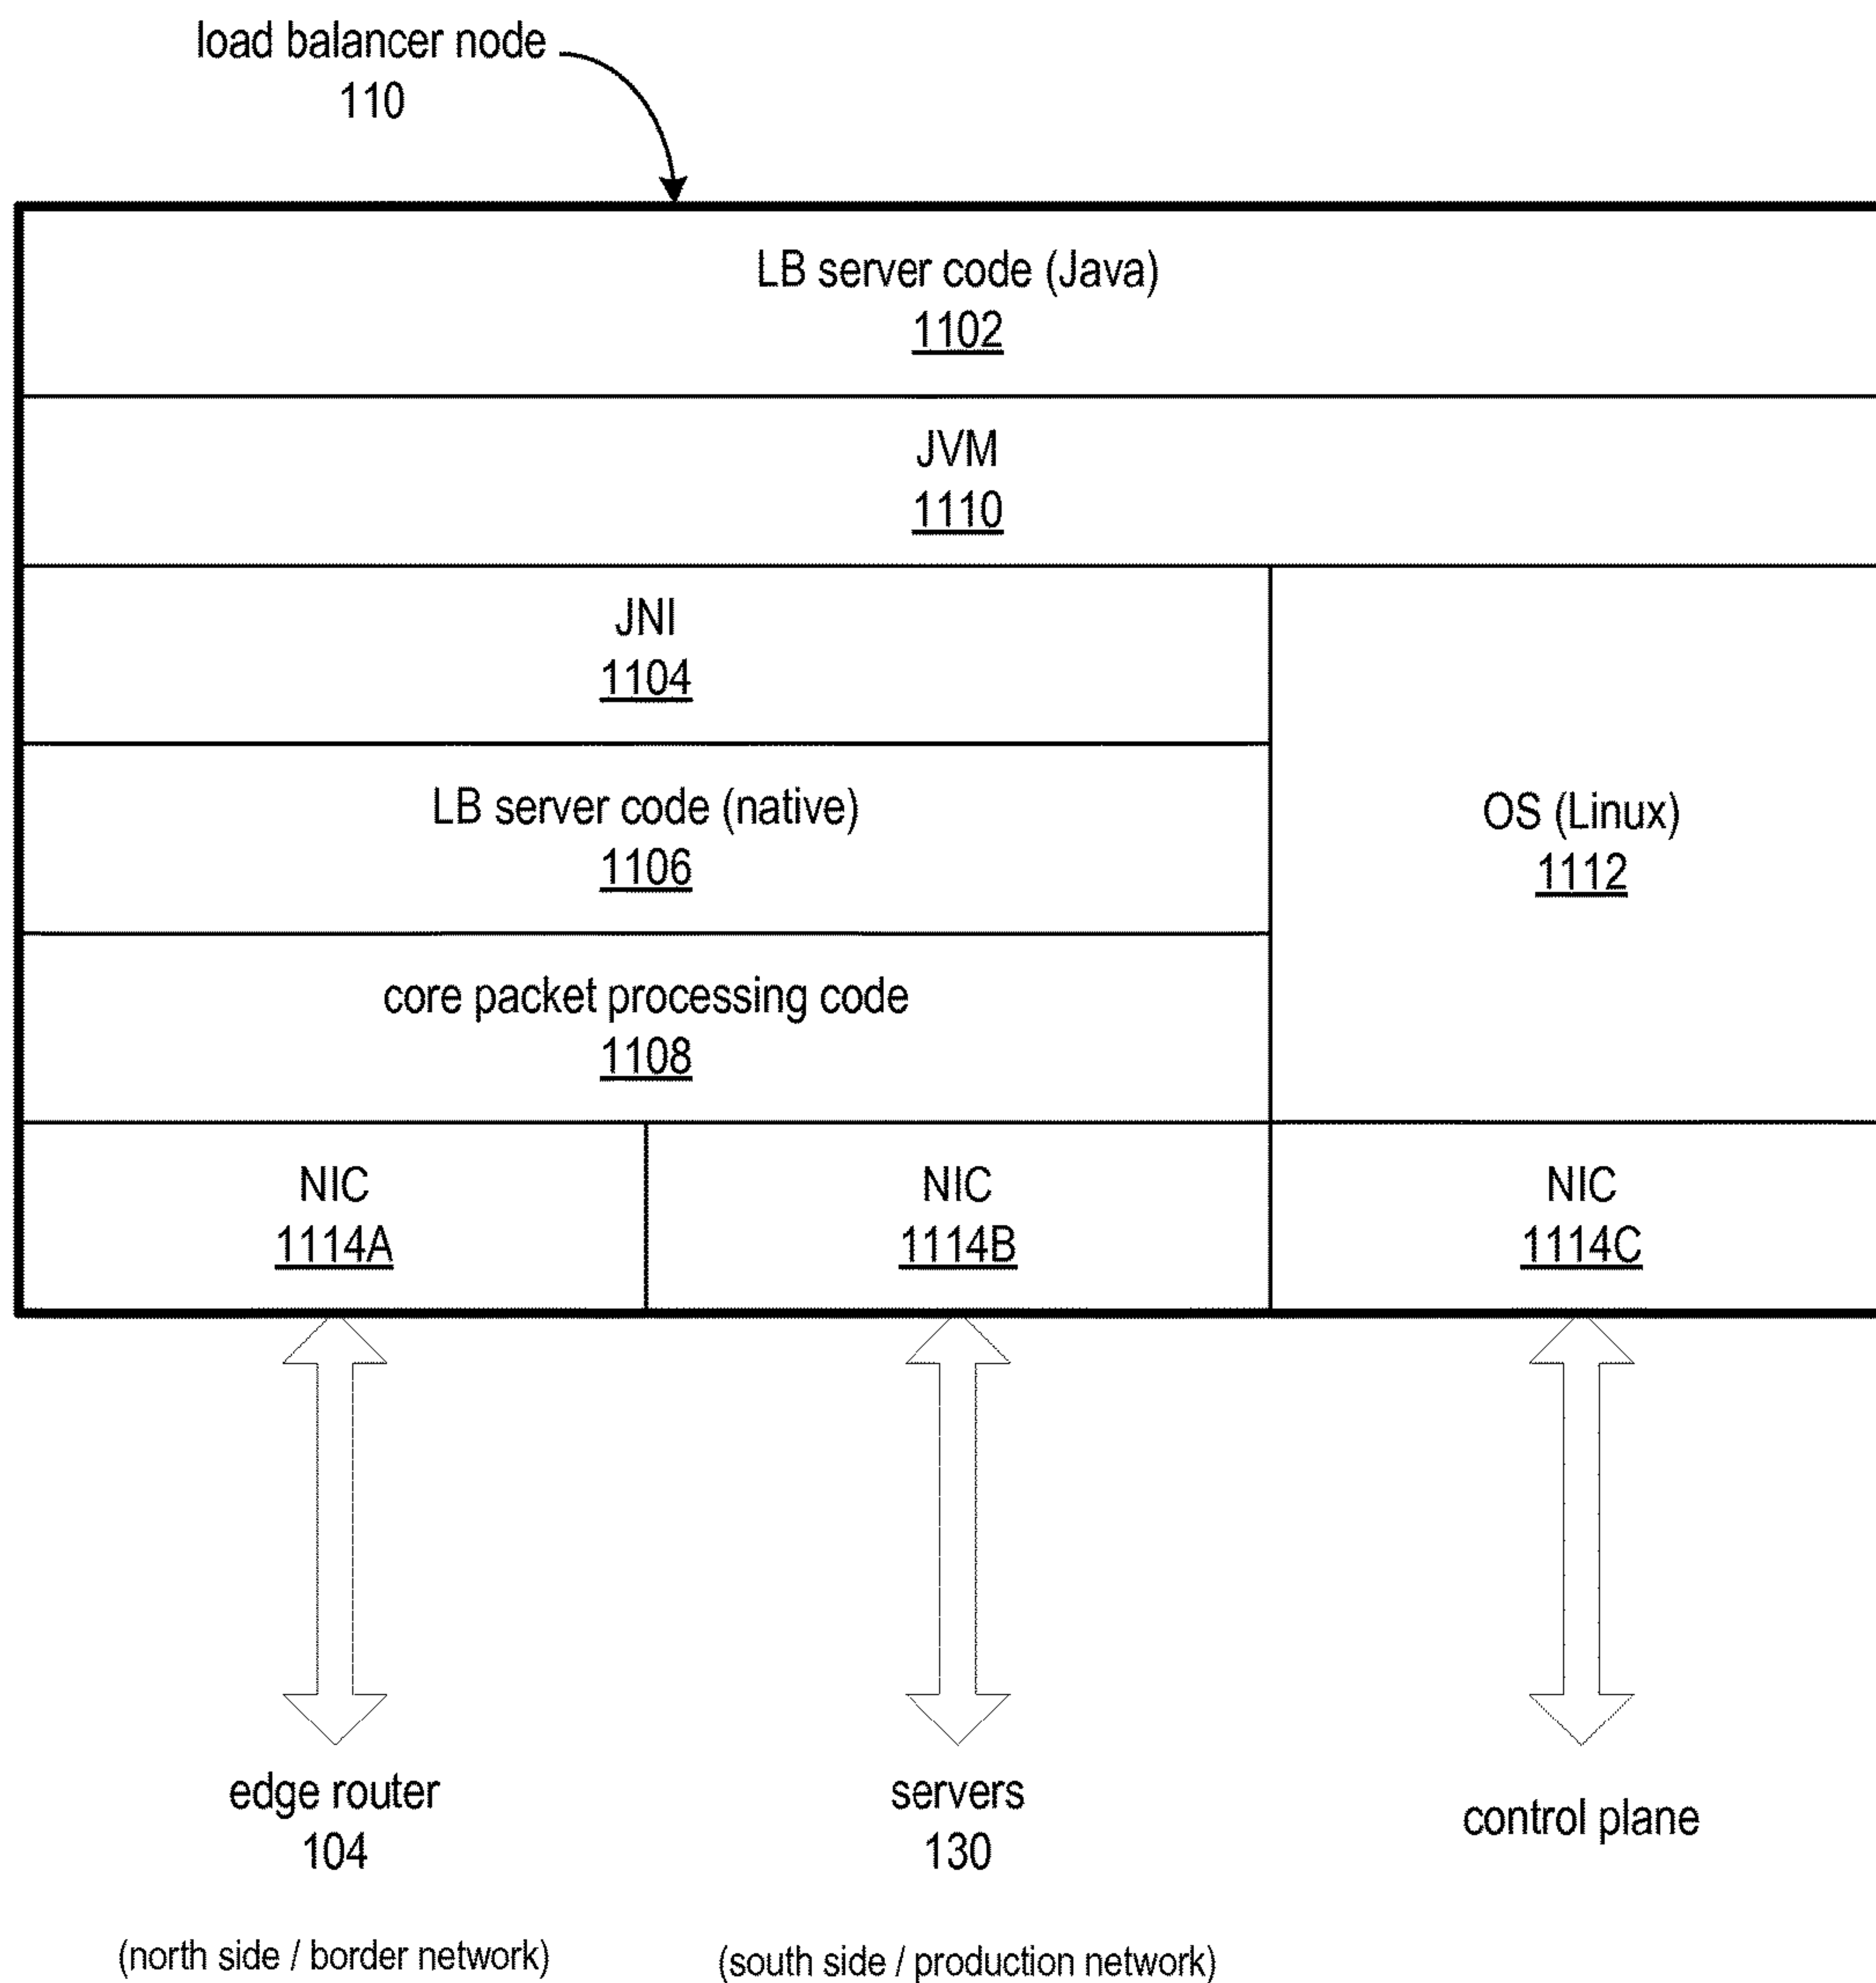 load balancer node
110
LB server code (Java)
1102
JVM
1110
JNI
1104
LB server code (native)
1106
OS (Linux)
1112
core packet processing code
1108
NIC
1114A
NIC
1114B
NIC
1114C
edge router
104
servers
130
control plane
(north side / border network)
(south side / production network)